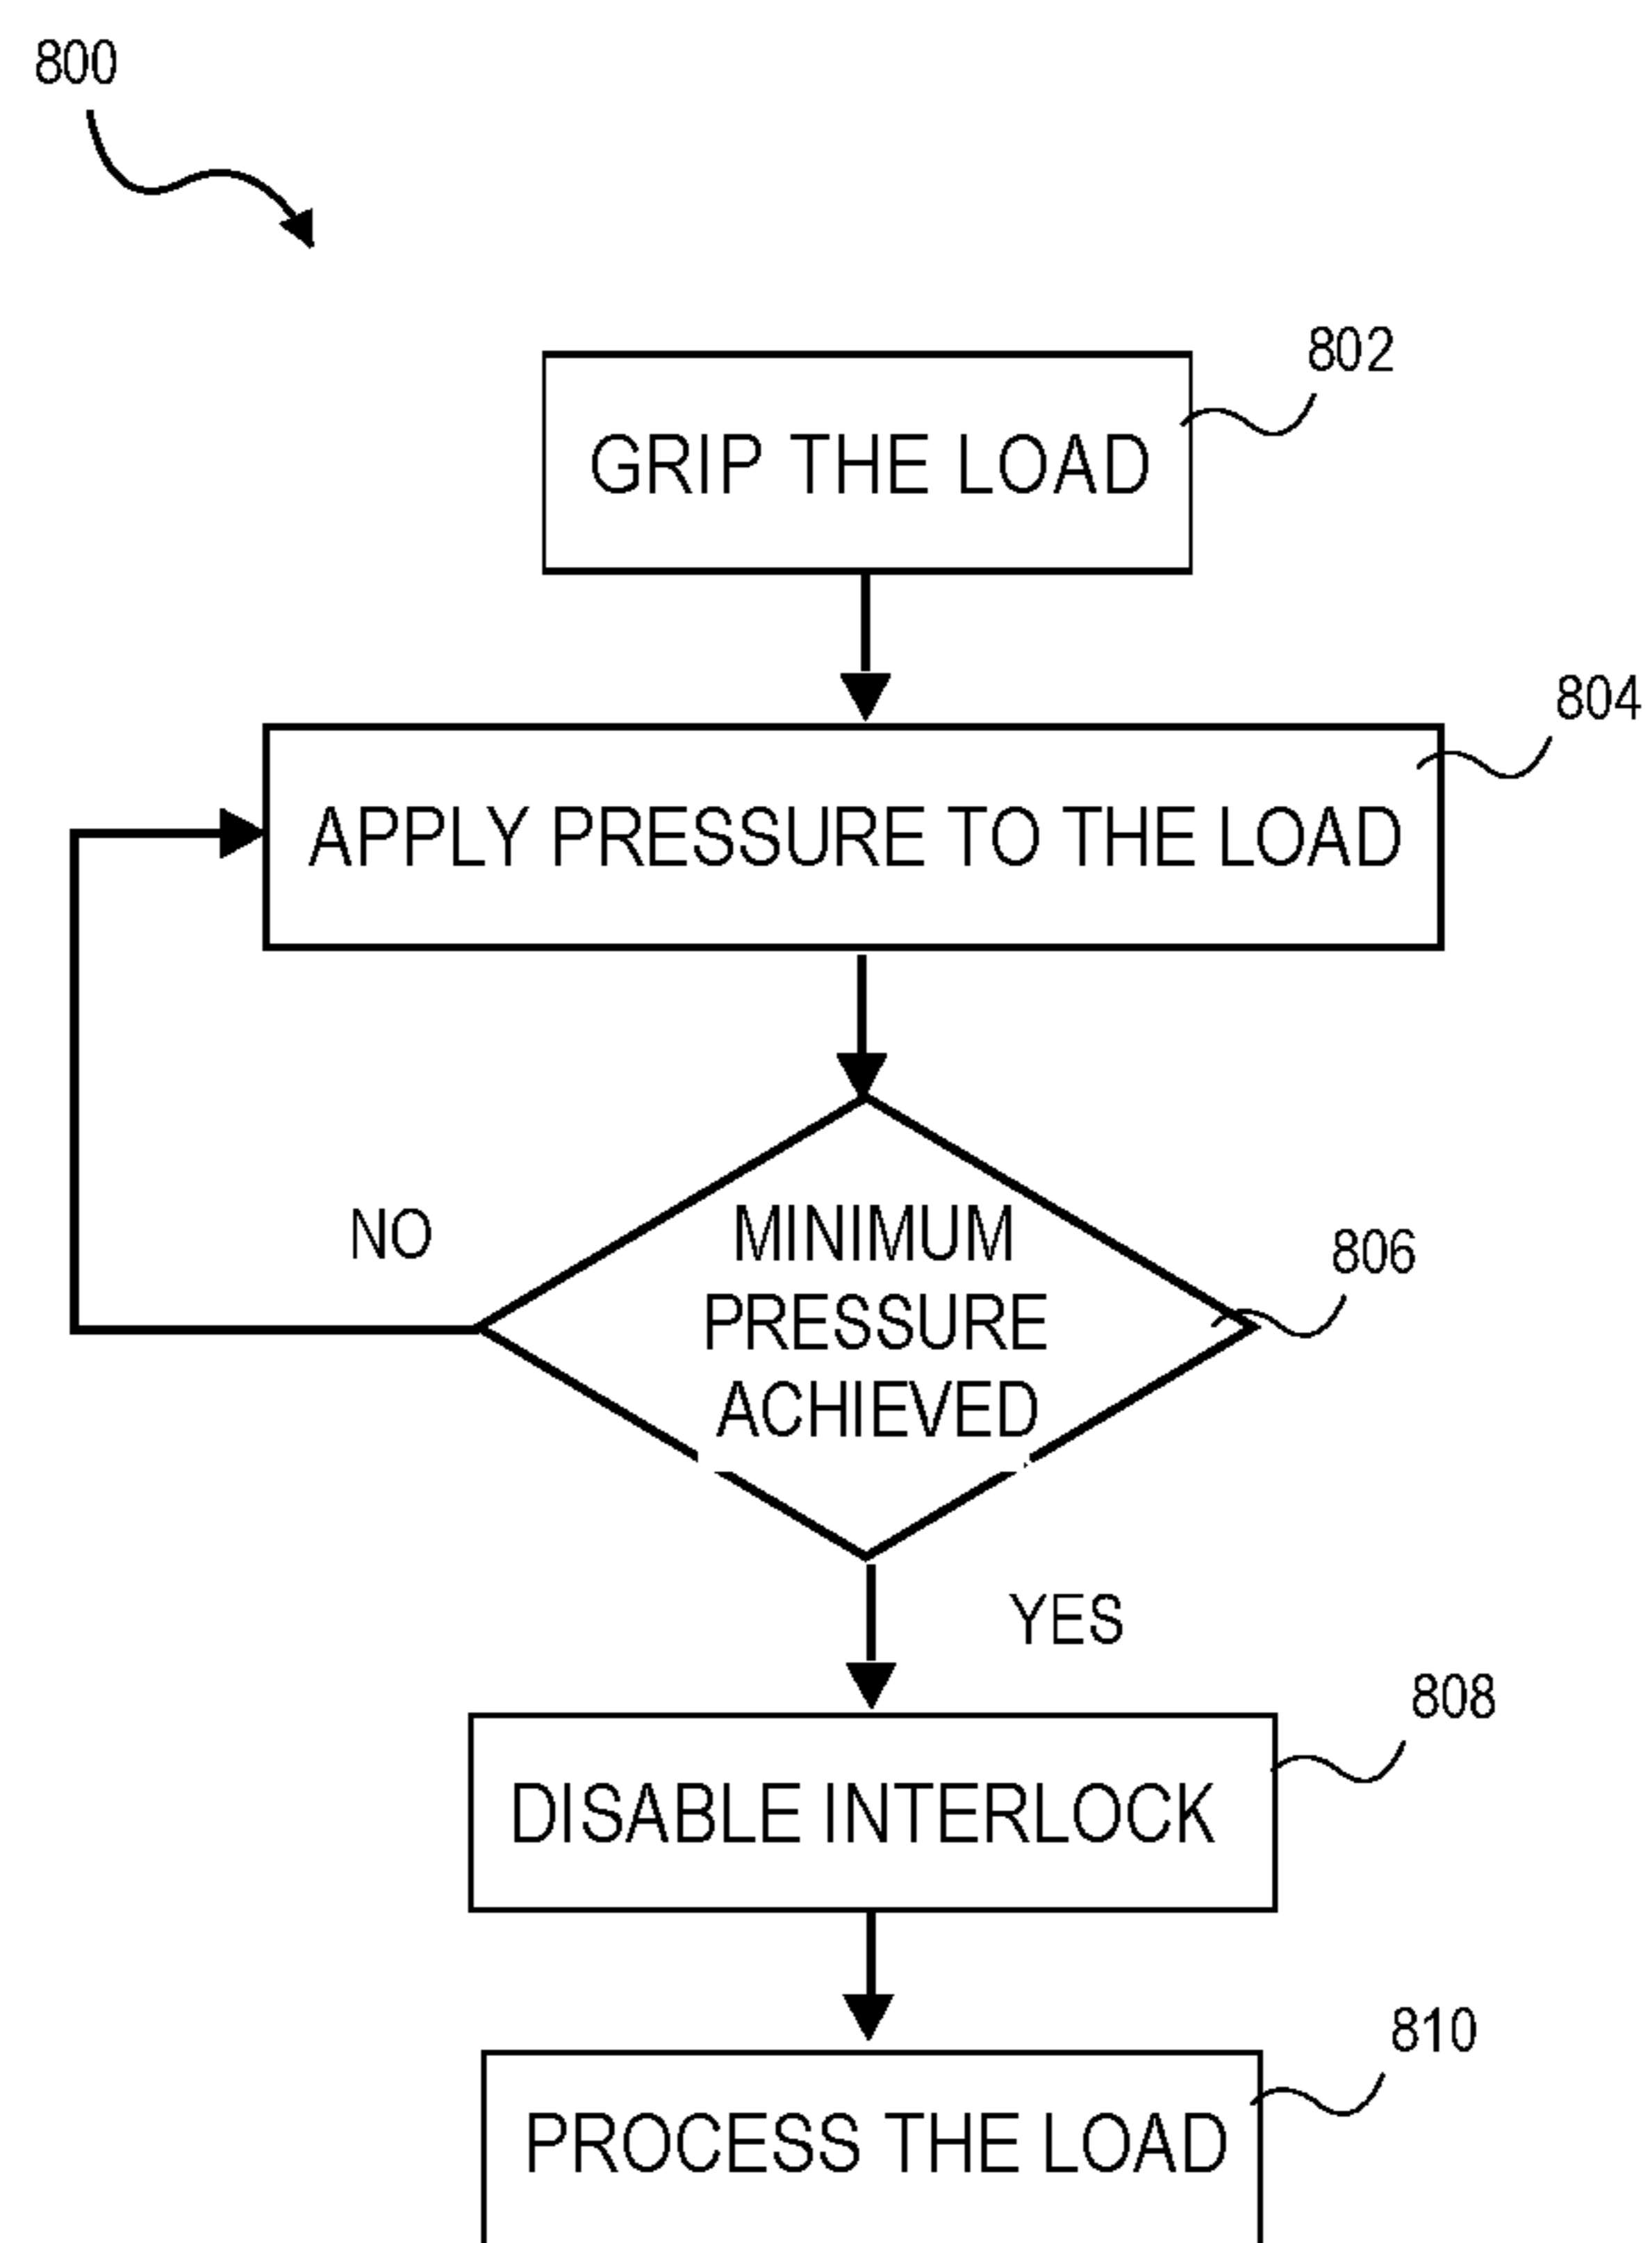 800
802
GRIP THE LOAD
804
APPLY PRESSURE TO THE LOAD
NO
MINIMUM
PRESSURE
ACHIEVED
806
YES
808
DISABLE INTERLOCK
810
PROCESS THE LOAD